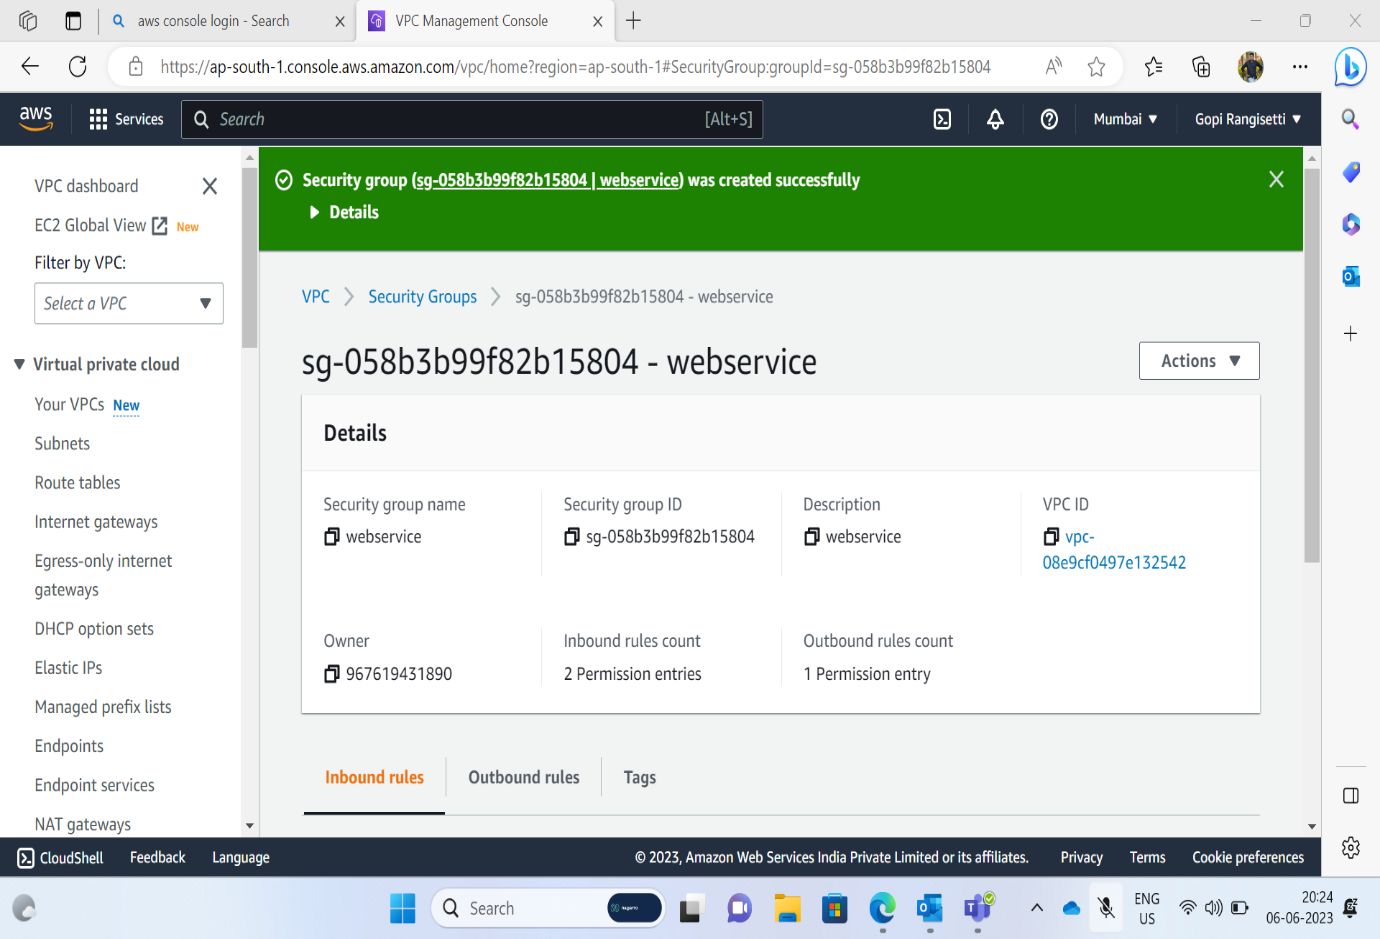 aws console login - Search
VPC Management Console
https://ap-south-1.console.aws.amazon.com/vpc/home?region=ap-south-1#SecurityGroup:groupId=sg-058b3b99f82b15804
aws
Services
Search
[Alt+S]
Mumbai
Gopi Rangisetti
VPC dashboard
EC2 Global View New
Filter by VPC:
Select a VPC
Virtual private cloud
Your VPCs New
Subnets
Route tables
Internet gateways
Egress-only internet
gateways
DHCP option sets
Elastic IPs
Managed prefix lists
Endpoints
Endpoint services
NAT gateways
Security group (sg-058b3b99f82b15804 | webservice) was created successfully
Details
VPC
Security Groups
sg-058b3b99f82b15804 - webservice
sg-058b3b99f82b15804 - webservice
Actions
Details
Security group name
webservice
Security group ID
sg-058b3b99f82b15804
Description
webservice
VPC ID
vpc-
08e9cf0497e132542
Owner
967619431890
Inbound rules count
2 Permission entries
Outbound rules count
1 Permission entry
Inbound rules
Outbound rules
Tags
CloudShell
Feedback
Language
© 2023, Amazon Web Services India Private Limited or its affiliates.
Privacy
Terms
Cookie preferences
Search
ENG
US
20:24
06-06-2023